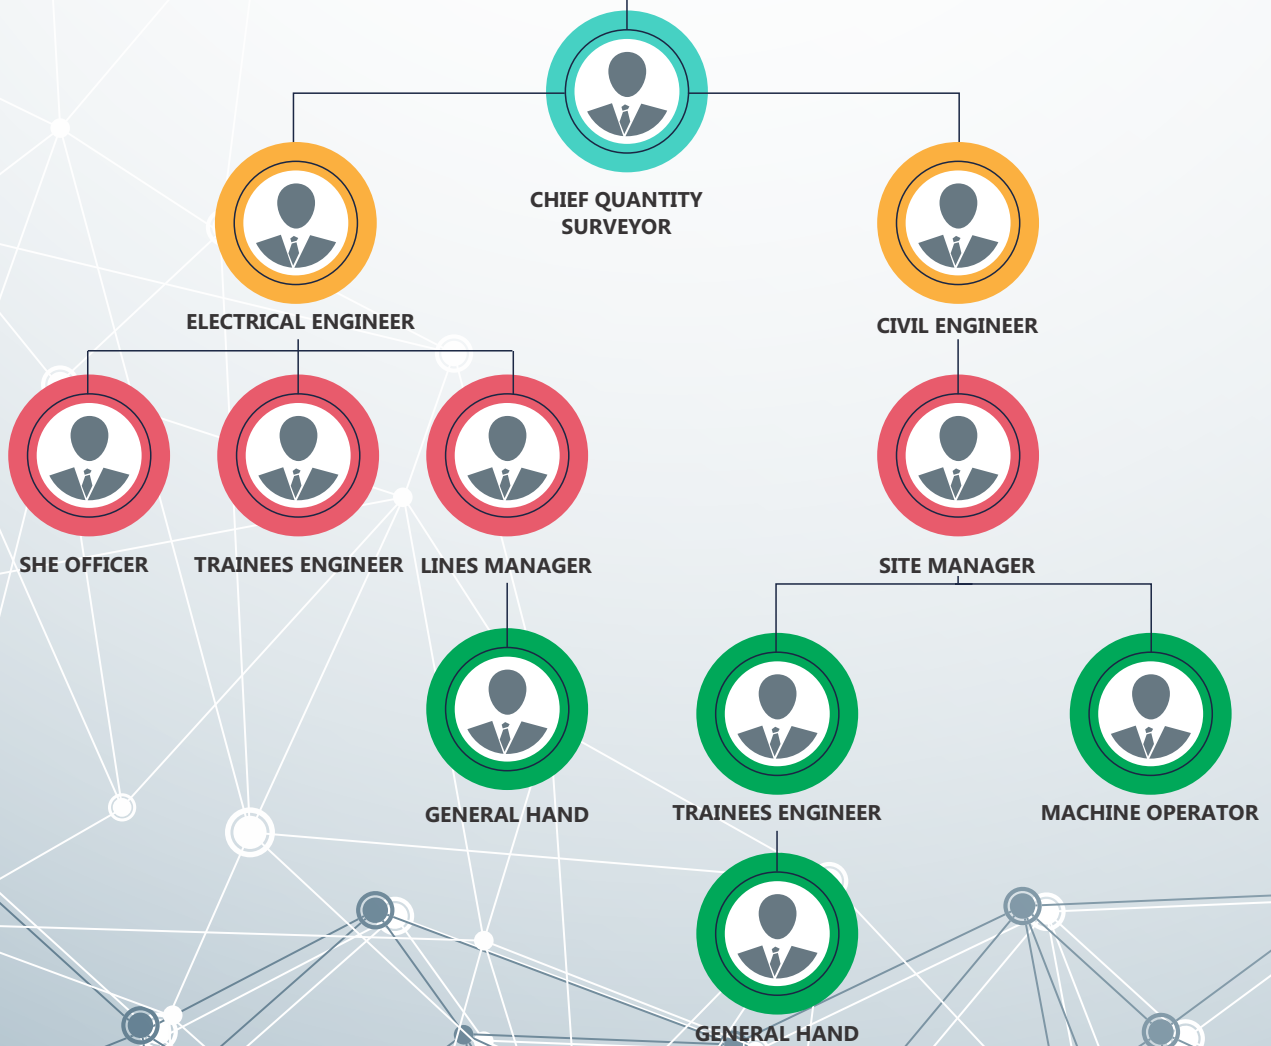 CHIEF QUANTITY
SURVEYOR
ELECTRICAL ENGINEER
CIVIL ENGINEER
SHE OFFICER
TRAINEES ENGINEER
LINES MANAGER
SITE MANAGER
GENERAL HAND
TRAINEES ENGINEER
MACHINE OPERATOR
GENERAL HAND